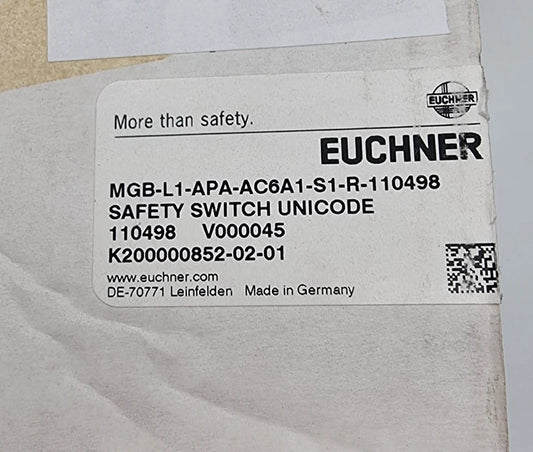 EUCHNER
More than safety.
EUCHNER
MGB-L1-APA-AC6A1-S1-R-110498
SAFETY SWITCH UNICODE
110498 V000045
K200000852-02-01
www.euchner.com
DE-70771 Leinfelden Made in Germany